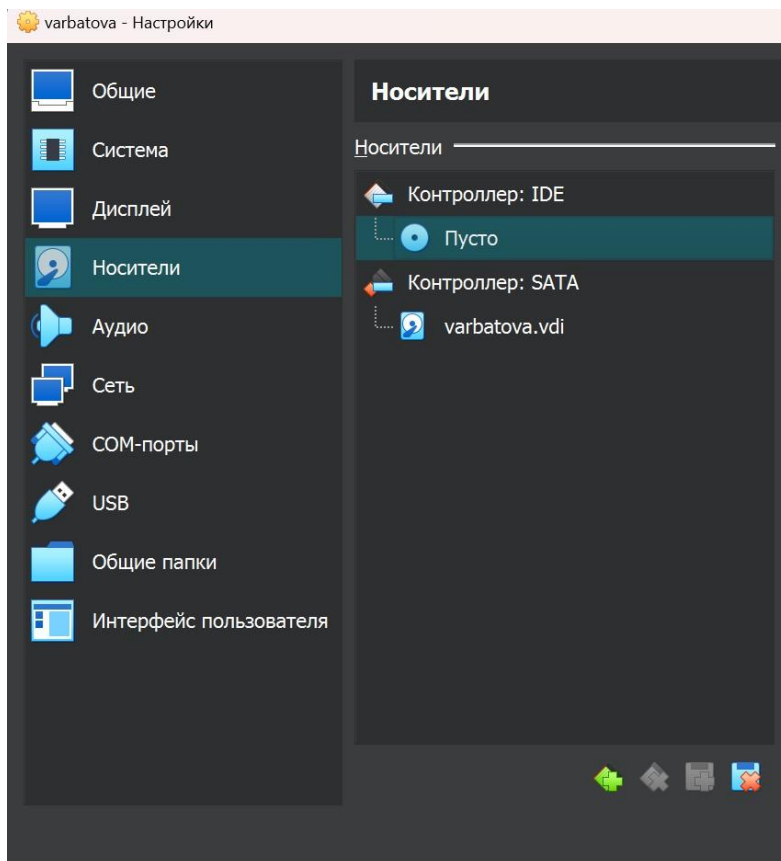 varbatova - Настройки
Общие
Система
Дисплей
Носители
Аудио
Сеть
COM-порты
USB
Общие папки
Интерфейс пользователя
Носители
Носители
Контроллер: IDE
Пусто
Контроллер: SATA
varbatova.vdi